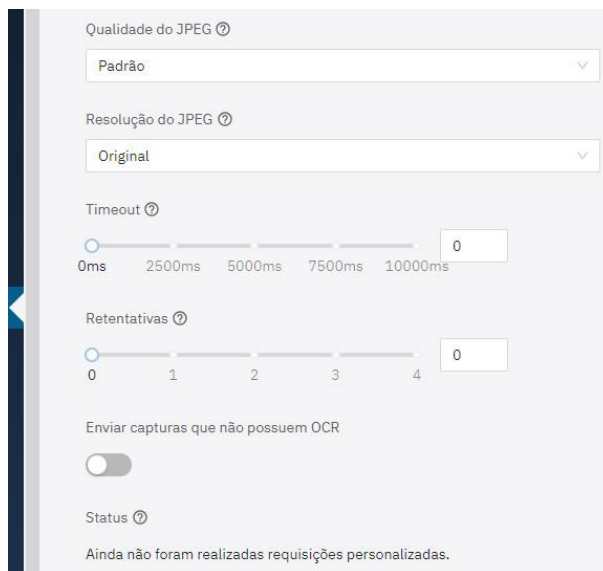 Qualidade do JPEG
Padrão
Resolução do JPEG
Original
Timeout
0
0ms 2500ms 5000ms 7500ms 10000ms
Retentativas
0
0 1 2 3 4
Enviar capturas que não possuem OCR
Status
Ainda não foram realizadas requisições personalizadas.